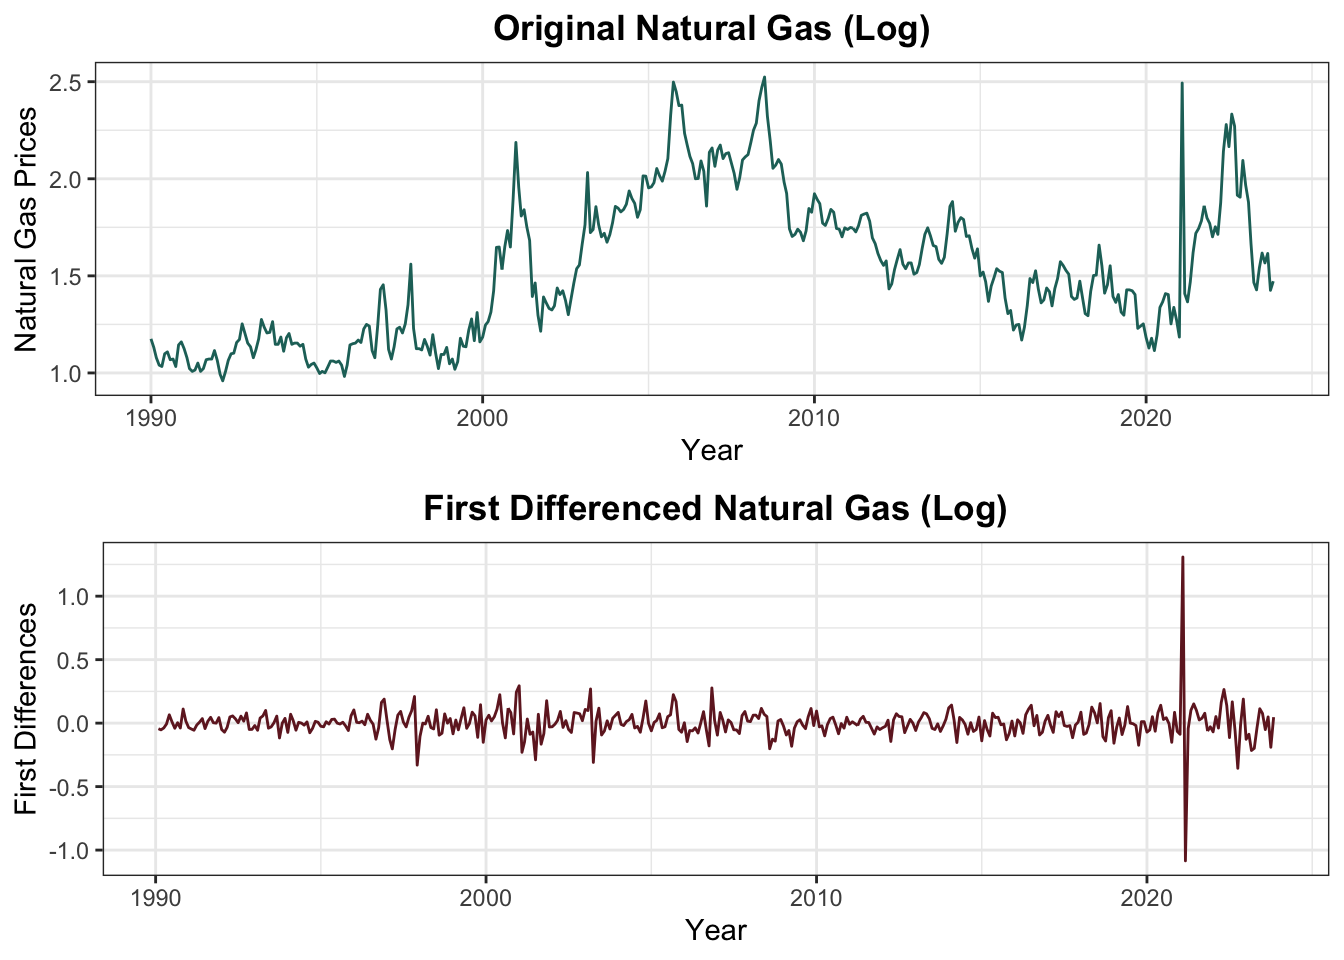 Original Natural Gas (Log)
Natural Gas Prices
2.5
2.0
1.5
1.0
1990 2000 2010 2020
Year
First Differenced Natural Gas (Log)
First Differences
1.0
0.5
0.0
-0.5
-1.0
1990 2000 2010 2020
Year